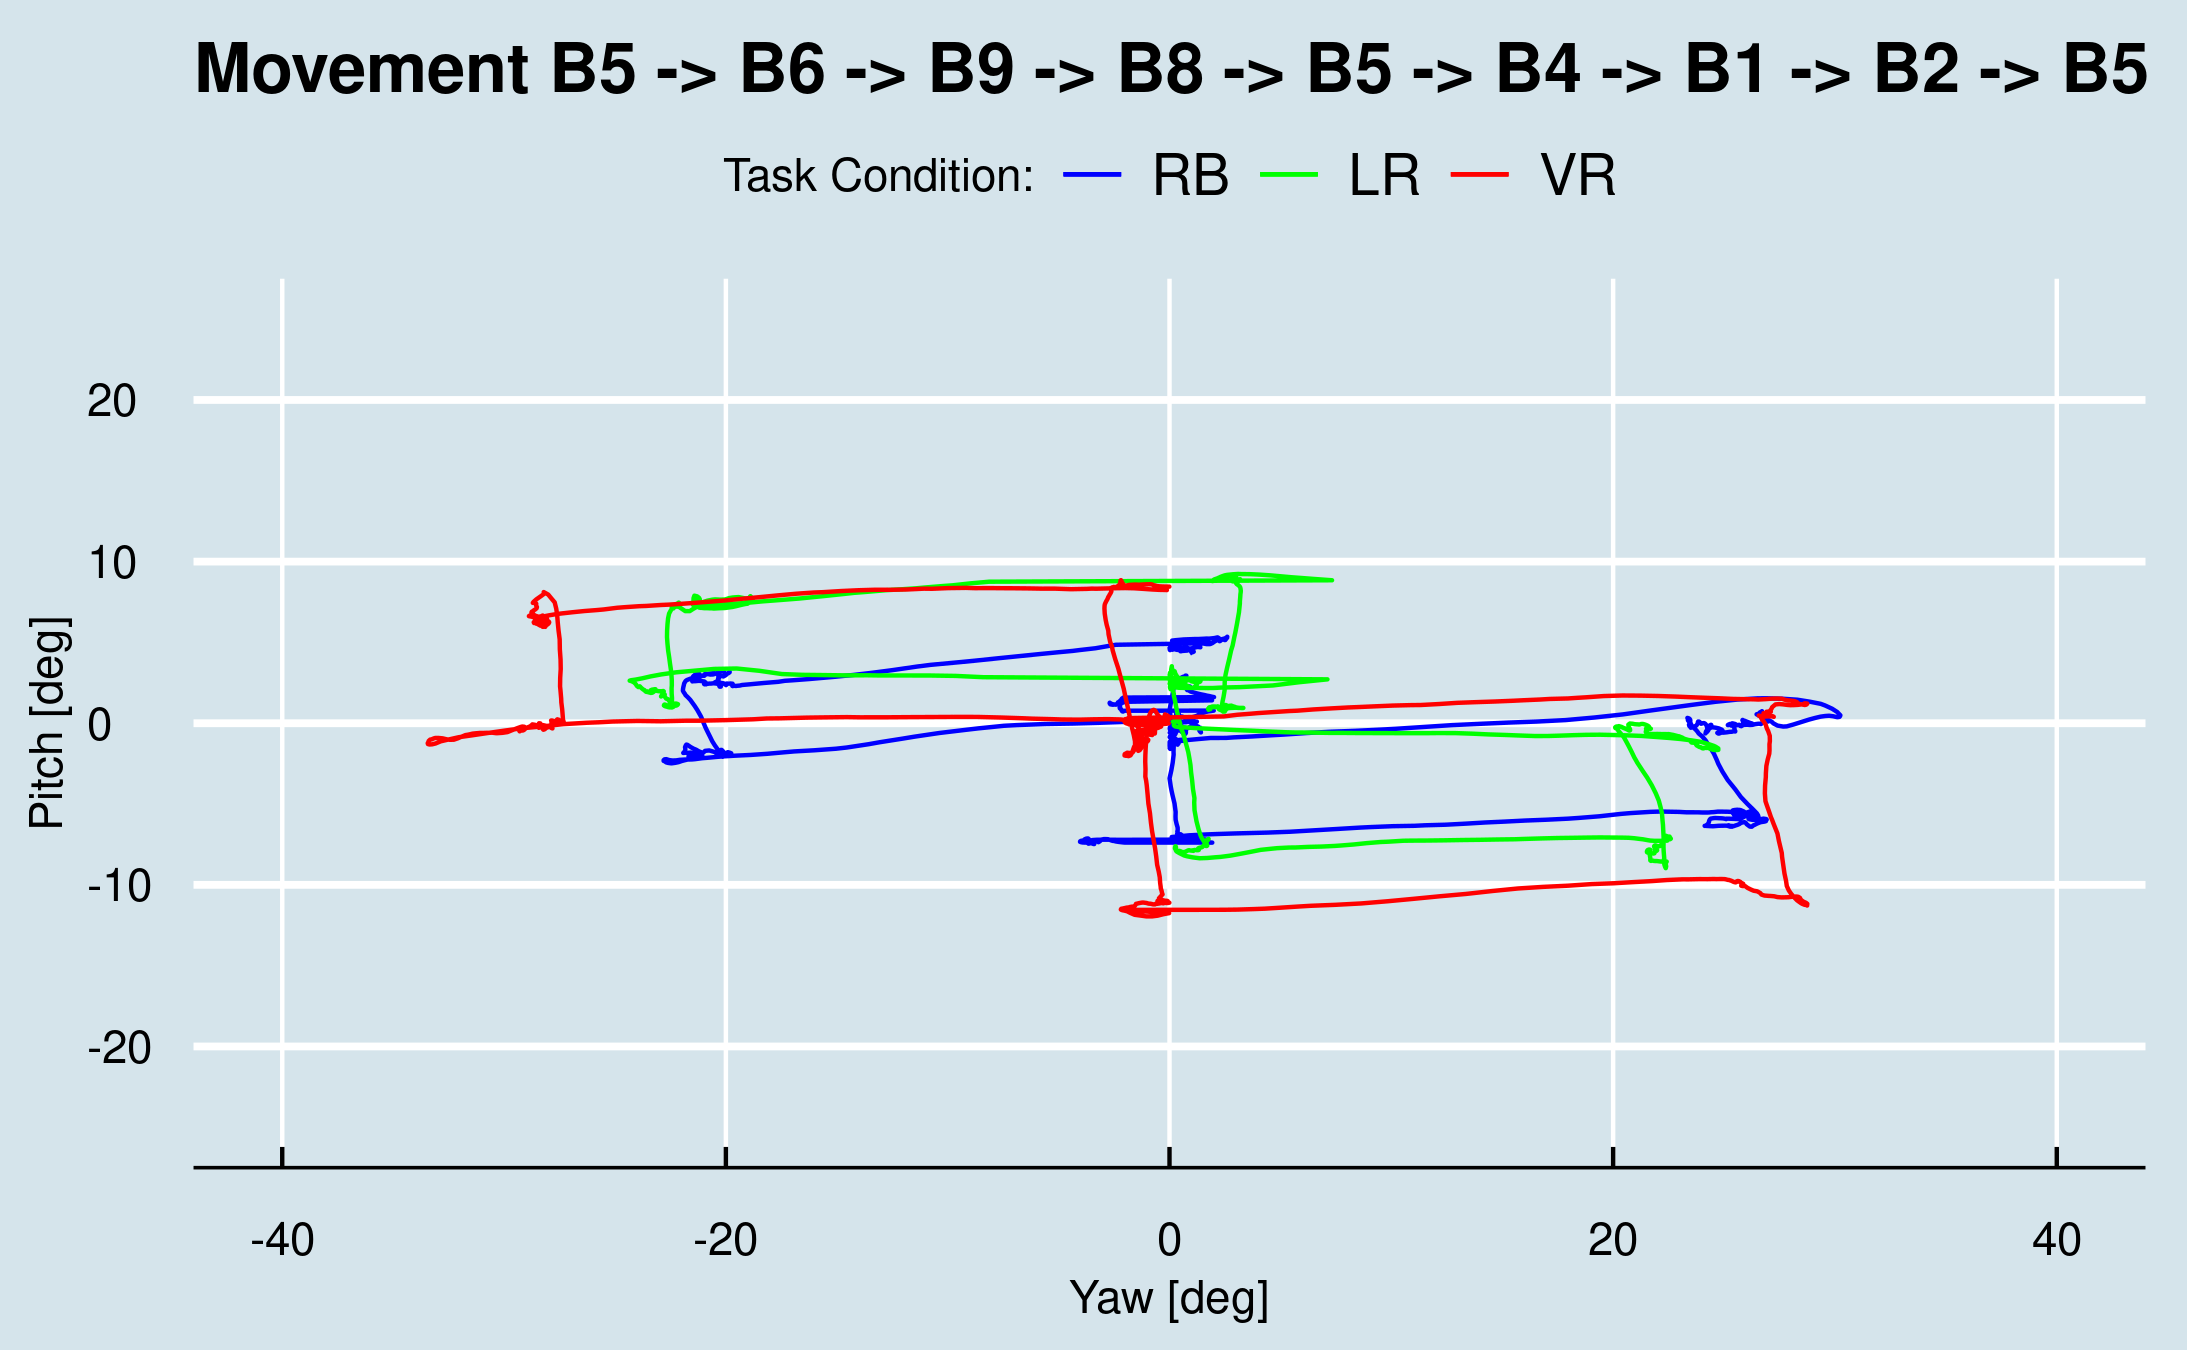 Movement B5 -> B6 -> B9 -> B8 -> B5 -> B4 -> B1 -> B2 -> B5
Task Condition: RB LR VR
20
10
0
-10
-20
Pitch [deg]
-40 -20 0 20 40
Yaw [deg]